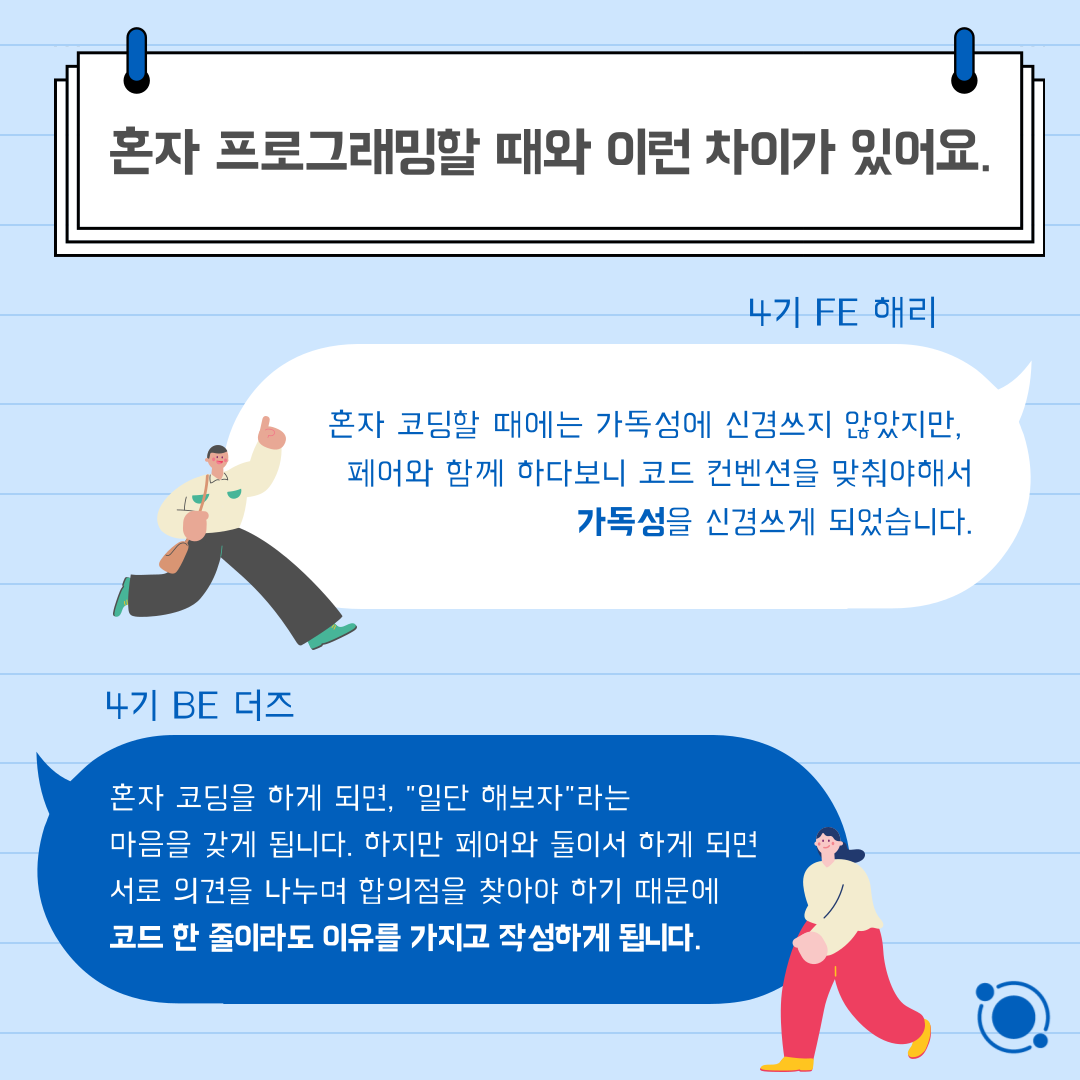 혼자 프로그래밍할 때와 이런 차이가 있어요.
4기 FE 해리
혼자 코딩할 때에는 가독성에 신경쓰지 않았지만,
페어와 함께 하다보니 코드 컨벤션을 맞춰야해서
가독성을 신경쓰게 되었습니다.
4기 BE 더즈
혼자 코딩을 하게 되면, "일단 해보자"라는
마음을 갖게 됩니다. 하지만 페어와 둘이서 하게 되면
서로 의견을 나누며 합의점을 찾아야 하기 때문에
코드 한 줄이라도 이유를 가지고 작성하게 됩니다.